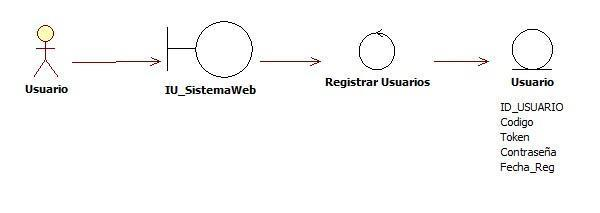 Usuario
IU_SistemaWeb
Registrar Usuarios
Usuario
ID_USUARIO
Codigo
Token
Contraseña
Fecha_Reg